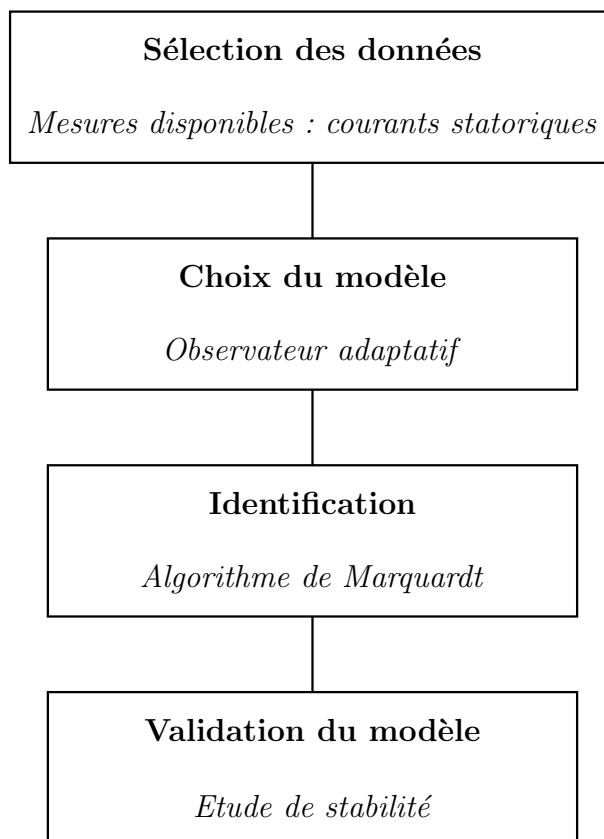 Sélection des données
Mesures disponibles : courants statoriques
Choix du modèle
Observateur adaptatif
Identification
Algorithme de Marquardt
Validation du modèle
Etude de stabilité